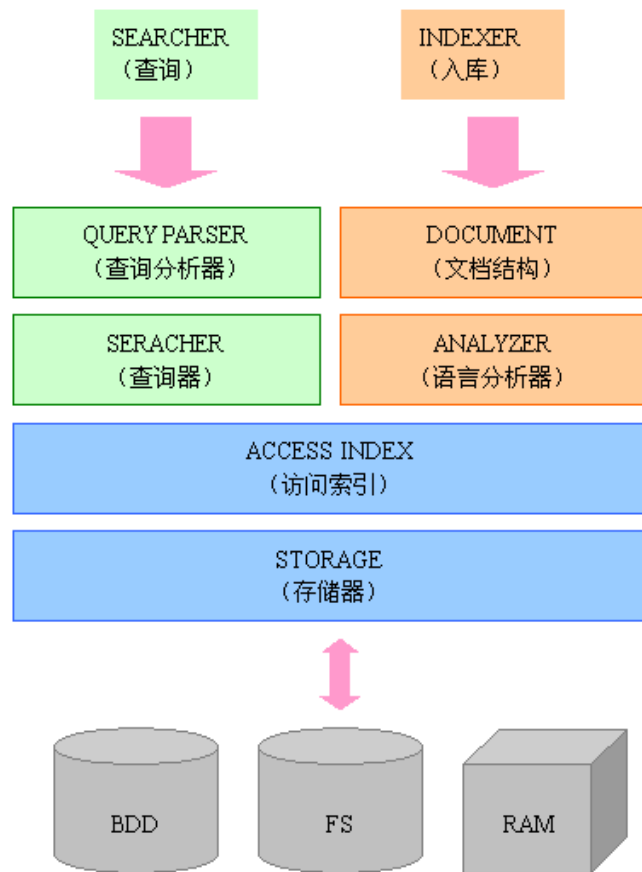 SEARCHER
（查询）
INDEXER
（入库）
QUERY PARSER
（查询分析器）
DOCUMENT
（文档结构）
SERACHER
（查询器）
ANALYZER
（语言分析器）
ACCESS INDEX
（访问索引）
STORAGE
（存储器）
BDD
FS
RAM